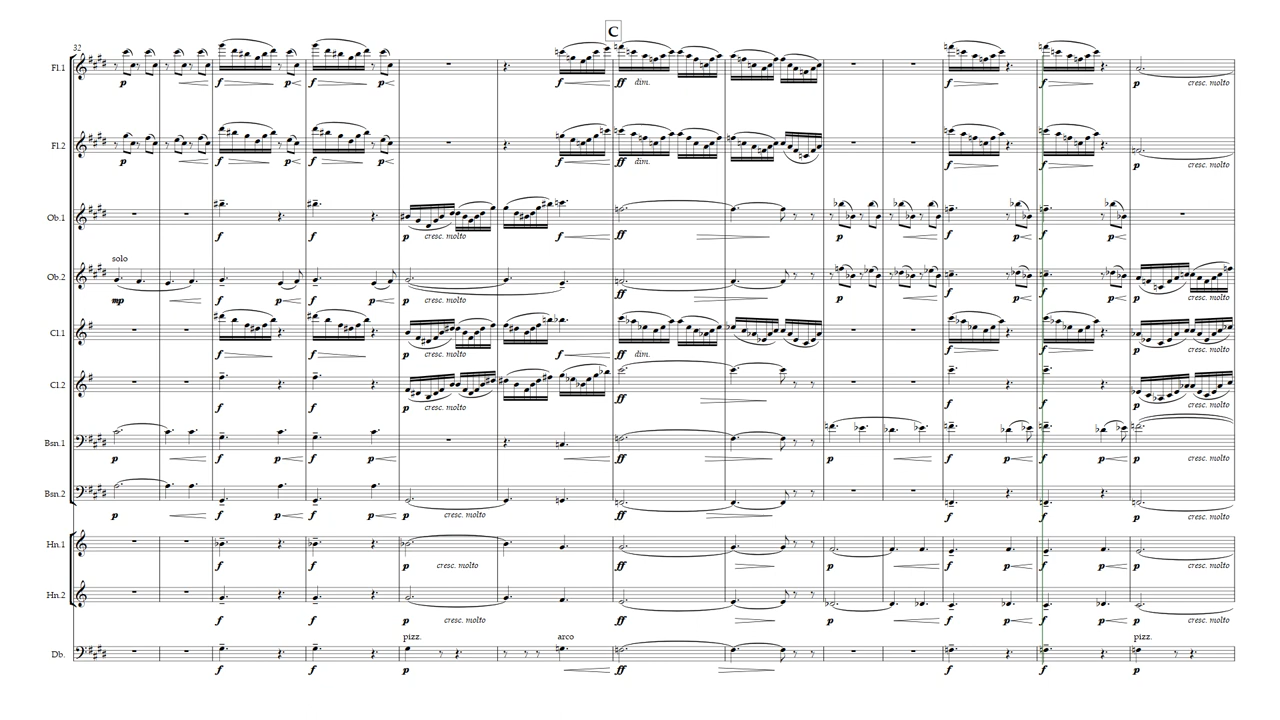 C
32
Fl.1
p f p f p f ff dim. f f p cresc. molto
Fl.2
p f p f p f ff dim. f f p cresc. molto
Ob.1
f f p cresc. molto f ff p f p f p
solo
Ob.2
mp f p f p p cresc. molto ff p f p f p p cresc. molto
Cl.1
f f p cresc. molto f ff dim. f f p cresc. molto
Cl.2
f f p cresc. molto ff f f p cresc. molto
Bsn.1
p f p f p ff p f p f p p cresc. molto
Bsn.2
p f p f p p cresc. molto ff f f p cresc. molto
Hn.1
f f p cresc. molto ff p f p f p p cresc. molto
Hn.2
f f p cresc. molto ff p f p f p p cresc. molto
pizz. arco pizz.
Db.
f f p ff f f p